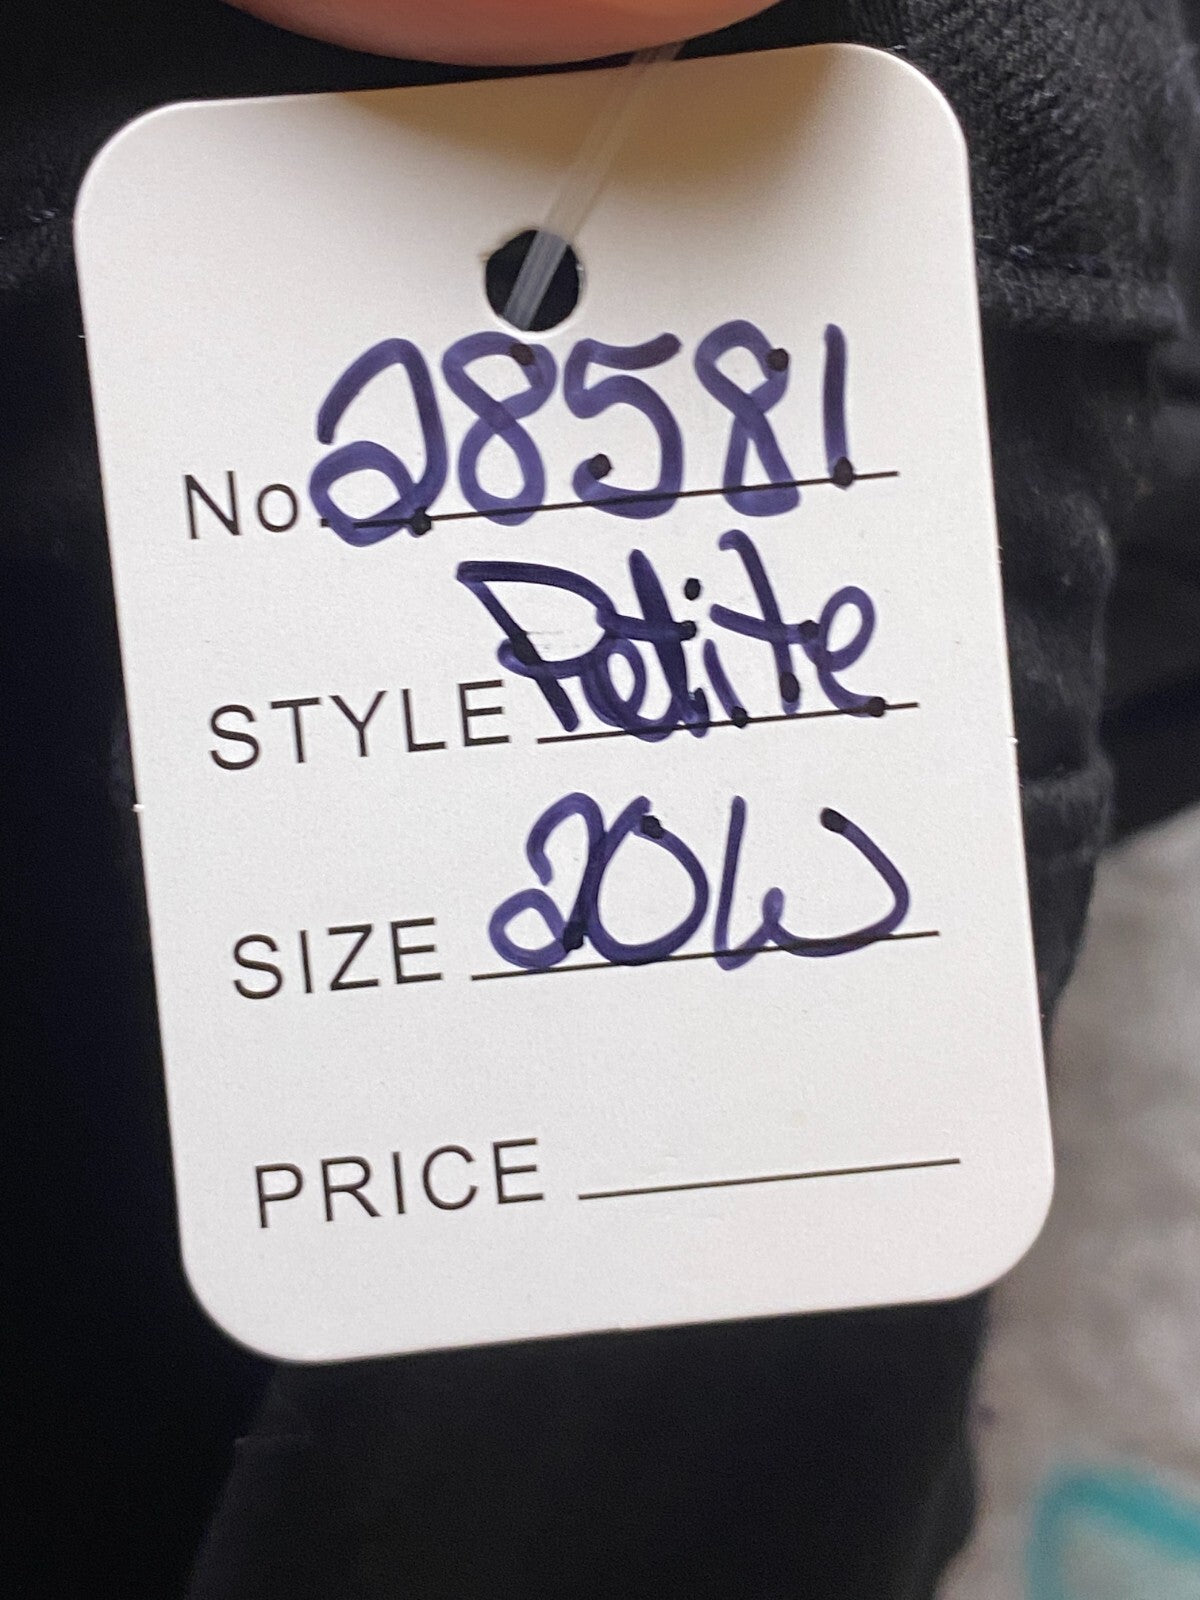 No. 28581
STYLE Petite
SIZE 20W
PRICE